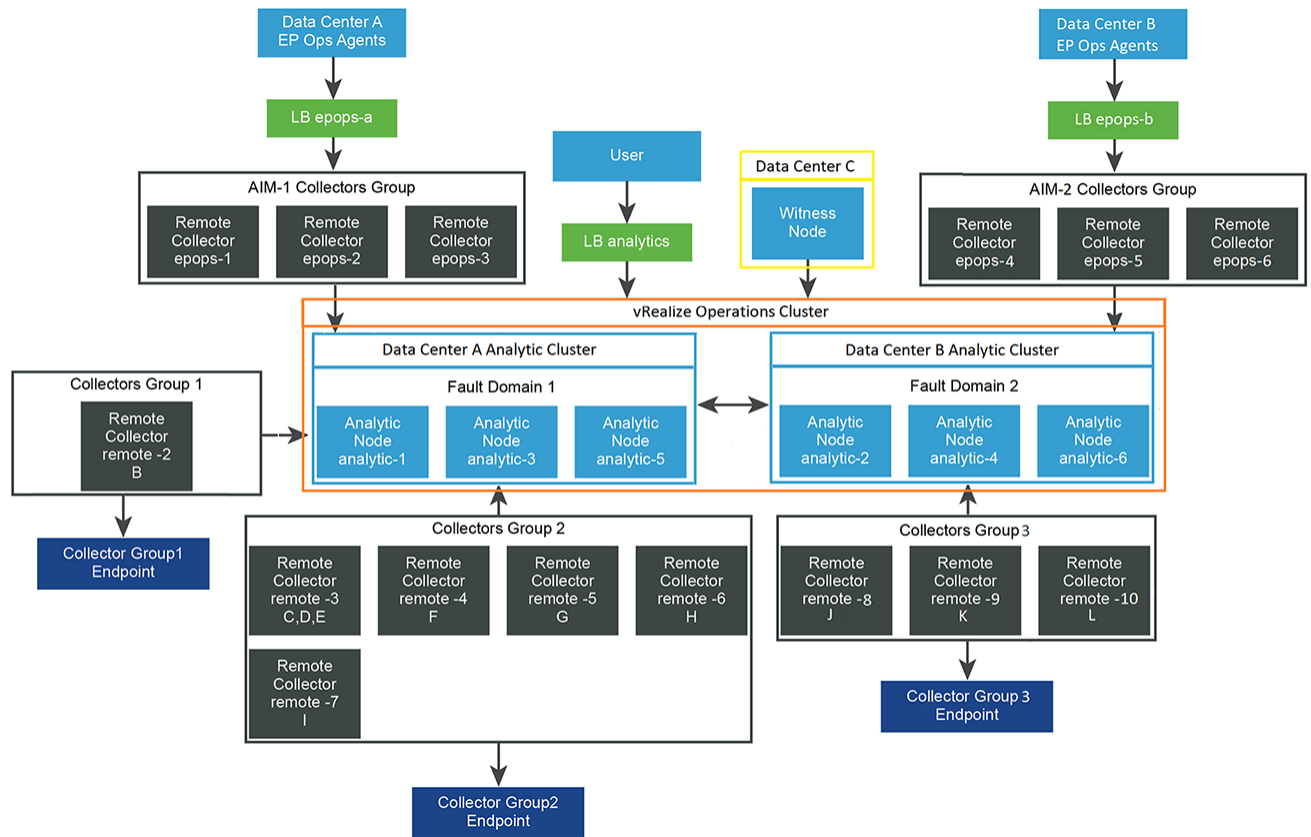 Data Center A
EP Ops Agents
Data Center B
EP Ops Agents
LB epops-a
LB epops-b
User
Data Center C
Witness
Node
LB analytics
AIM-1 Collectors Group
Remote
Collector
epops-1
Remote
Collector
epops-2
Remote
Collector
epops-3
AIM-2 Collectors Group
Remote
Collector
epops-4
Remote
Collector
epops-5
Remote
Collector
epops-6
vRealize Operations Cluster
Data Center A Analytic Cluster
Fault Domain 1
Analytic
Node
analytic-1
Analytic
Node
analytic-3
Analytic
Node
analytic-5
Data Center B Analytic Cluster
Fault Domain 2
Analytic
Node
analytic-2
Analytic
Node
analytic-4
Analytic
Node
analytic-6
Collectors Group 1
Remote
Collector
remote -2
B
Collector Group1
Endpoint
Collectors Group 2
Remote
Collector
remote -3
C,D,E
Remote
Collector
remote -4
F
Remote
Collector
remote -5
G
Remote
Collector
remote -6
H
Remote
Collector
remote -7
I
Collector Group2
Endpoint
Collectors Group 3
Remote
Collector
remote -8
J
Remote
Collector
remote -9
K
Remote
Collector
remote -10
L
Collector Group 3
Endpoint